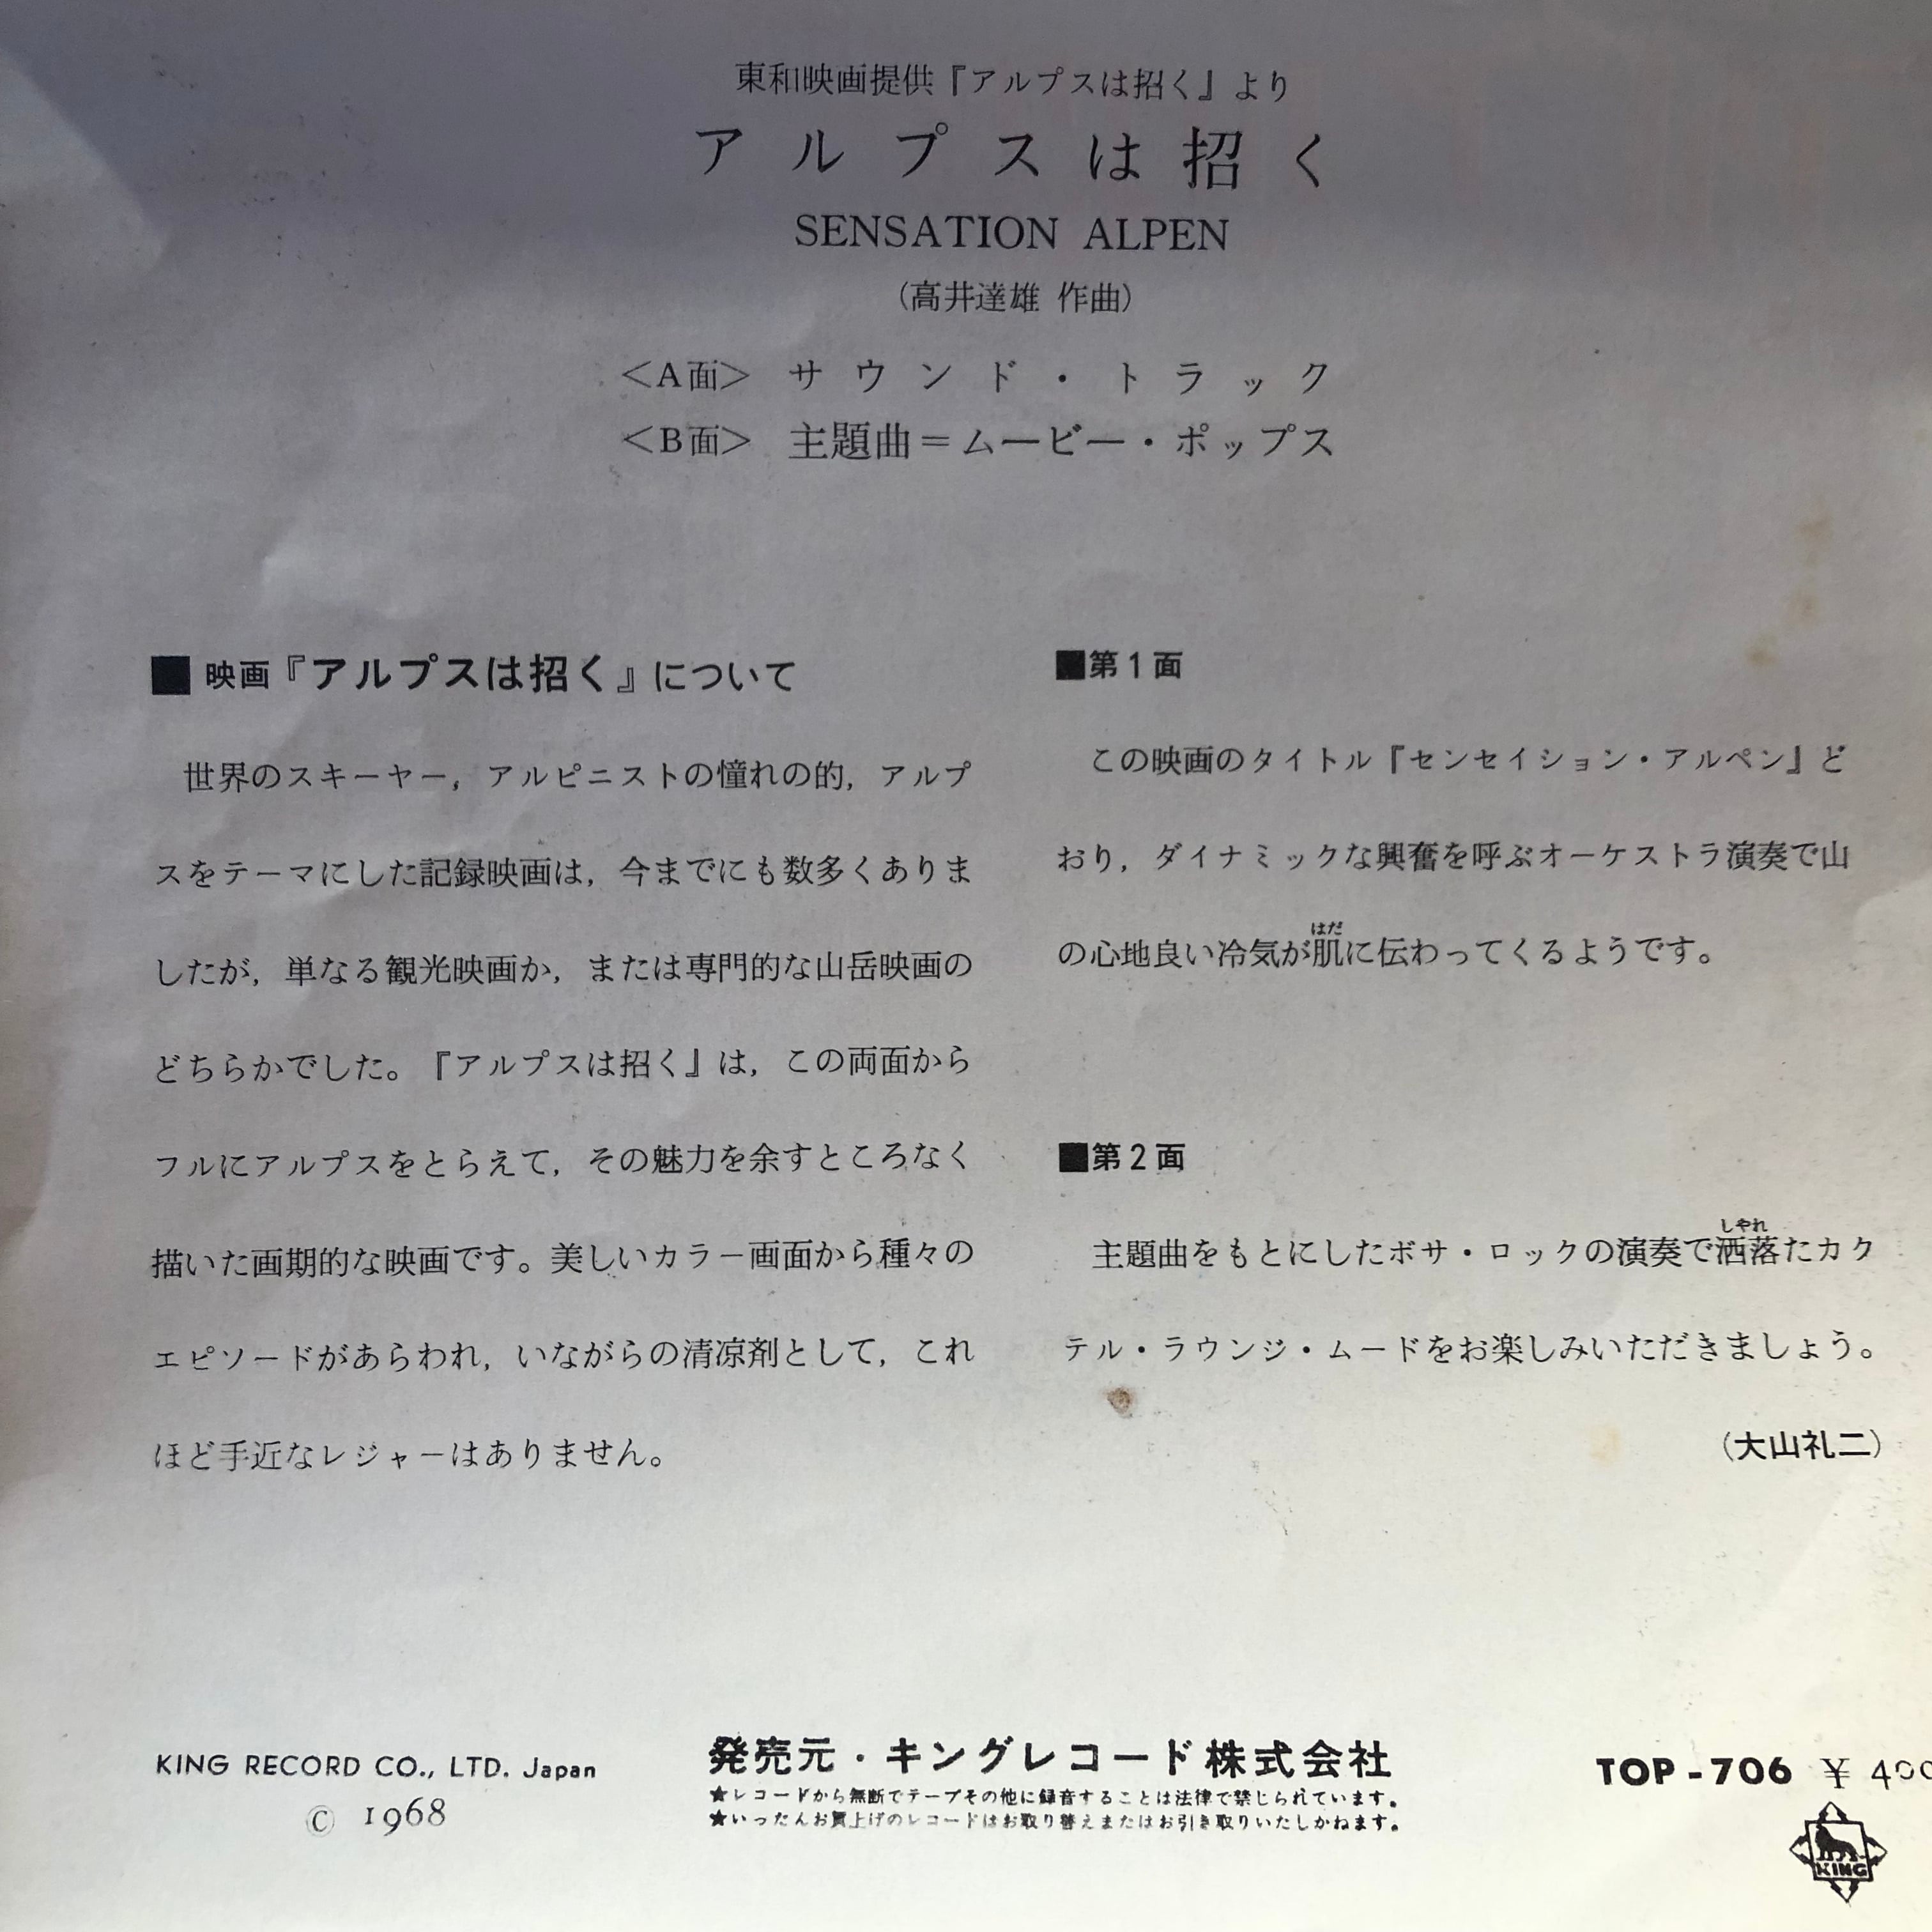 東和映画提供『アルプスは招く』より
アルプスは招く
SENSATION ALPEN
(高井達雄 作曲)
＜A面＞ サウンド・トラック
＜B面＞ 主題曲＝ムービー・ポップス
■ 映画『アルプスは招く』について
世界のスキーヤー，アルピニストの憧れの的，アルプ
スをテーマにした記録映画は，今までにも数多くありま
したが，単なる観光映画か，または専門的な山岳映画の
どちらかでした。『アルプスは招く』は，この両面から
フルにアルプスをとらえて，その魅力を余すところなく
描いた画期的な映画です。美しいカラー画面から種々の
エピソードがあらわれ，いながらの清凉剤として，これ
ほど手近なレジャーはありません。
■第1面
この映画のタイトル『センセイション・アルペン』ど
おり，ダイナミックな興奮を呼ぶオーケストラ演奏で山
はだ
の心地良い冷気が肌に伝わってくるようです。
■第2面
しやれ
主題曲をもとにしたボサ・ロックの演奏で洒落たカク
テル・ラウンジ・ムードをお楽しみいただきましょう。
(大山礼二)
KING RECORD CO., LTD. Japan
© 1968
発売元・キングレコード株式会社
★レコードから無断でテープその他に録音することは法律で禁じられています。
★いったんお買上げのレコードはお取り替えまたはお引き取りいたしかねます。
TOP-706 ￥400
KING